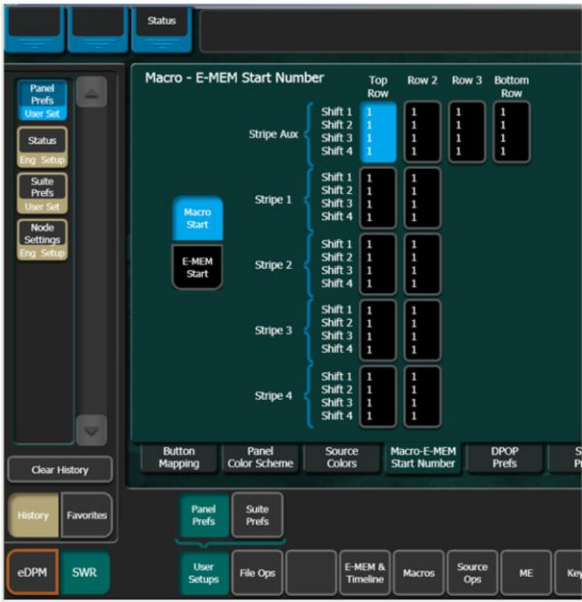 Status
Panel
Prefs
User Set
Status
Eng Setup
Suite
Prefs
User Set
Node
Settings
Eng Setup
Clear History
History
Favorites
eDPM
SWR
Macro - E-MEM Start Number
Top
Row
Row 2
Row 3
Bottom
Row
Macro
Start
E-MEM
Start
Stripe Aux
Shift 1 1 1 1 1
Shift 2 1 1 1 1
Shift 3 1 1 1 1
Shift 4 1 1 1 1
Stripe 1
Shift 1 1 1
Shift 2 1 1
Shift 3 1 1
Shift 4 1 1
Stripe 2
Shift 1 1 1
Shift 2 1 1
Shift 3 1 1
Shift 4 1 1
Stripe 3
Shift 1 1 1
Shift 2 1 1
Shift 3 1 1
Shift 4 1 1
Stripe 4
Shift 1 1 1
Shift 2 1 1
Shift 3 1 1
Shift 4 1 1
Button
Mapping
Panel
Color Scheme
Source
Colors
Macro-E-MEM
Start Number
DPOP
Prefs
Panel
Prefs
Suite
Prefs
User
Setups
File Ops
E-MEM &
Timeline
Macros
Source
Ops
ME